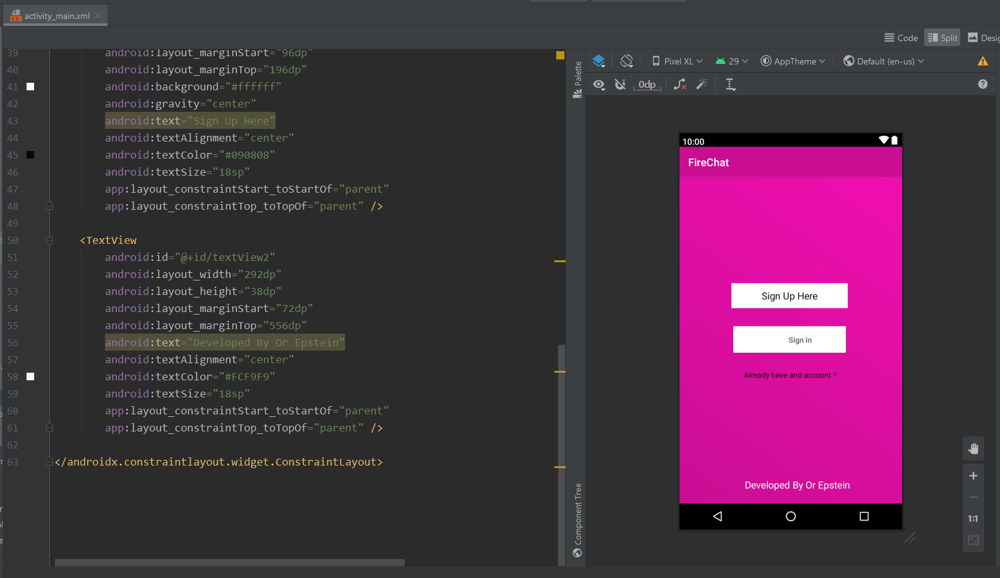 activity_main.xml
Code Split Desig
39 android:layout_marginStart="96dp"
40 android:layout_marginTop="196dp"
41 android:background="#ffffff"
42 android:gravity="center"
43 android:text="Sign Up Here"
44 android:textAlignment="center"
45 android:textColor="#090808"
46 android:textSize="18sp"
47 app:layout_constraintStart_toStartOf="parent"
48 app:layout_constraintTop_toTopOf="parent" />
49
50 <TextView
51 android:id="@+id/textView2"
52 android:layout_width="292dp"
53 android:layout_height="38dp"
54 android:layout_marginStart="72dp"
55 android:layout_marginTop="556dp"
56 android:text="Developed By Or Epstein"
57 android:textAlignment="center"
58 android:textColor="#FCF9F9"
59 android:textSize="18sp"
60 app:layout_constraintStart_toStartOf="parent"
61 app:layout_constraintTop_toTopOf="parent" />
62
63 </androidx.constraintlayout.widget.ConstraintLayout>
Palette
Component Tree
Pixel XL 29 AppTheme Default (en-us)
0dp
10:00
FireChat
Sign Up Here
Sign in
Already have and account ?
Developed By Or Epstein
1:1